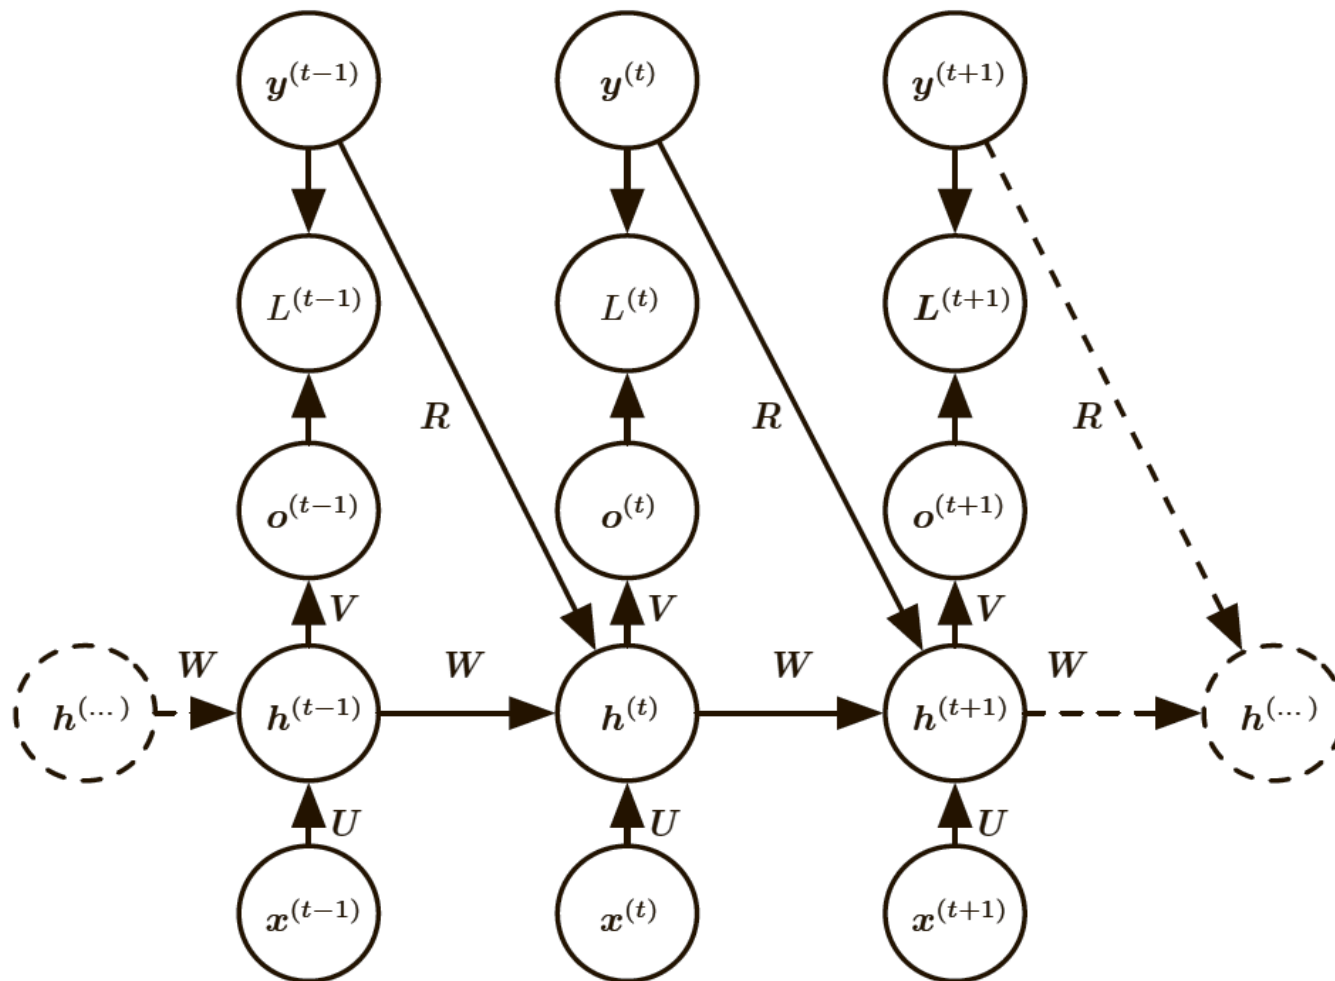 y^(t−1) y^(t) y^(t+1)
L^(t−1) L^(t) L^(t+1)
R R R
o^(t−1) o^(t) o^(t+1)
V V V
W W W W
h^(...) h^(t−1) h^(t) h^(t+1) h^(...)
U U U
x^(t−1) x^(t) x^(t+1)